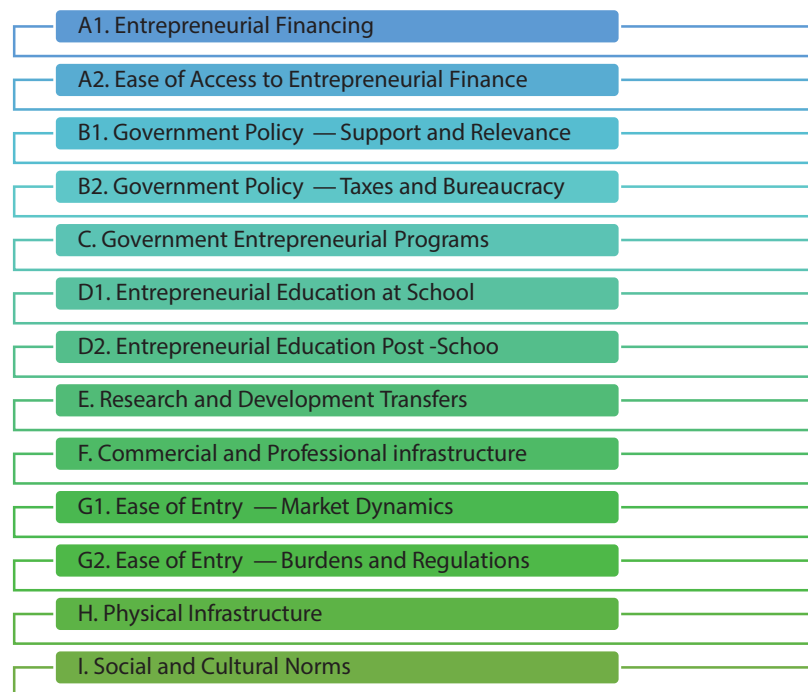 A1. Entrepreneurial Financing
A2. Ease of Access to Entrepreneurial Finance
B1. Government Policy — Support and Relevance
B2. Government Policy — Taxes and Bureaucracy
C. Government Entrepreneurial Programs
D1. Entrepreneurial Education at School
D2. Entrepreneurial Education Post -Schoo
E. Research and Development Transfers
F. Commercial and Professional infrastructure
G1. Ease of Entry — Market Dynamics
G2. Ease of Entry — Burdens and Regulations
H. Physical Infrastructure
I. Social and Cultural Norms